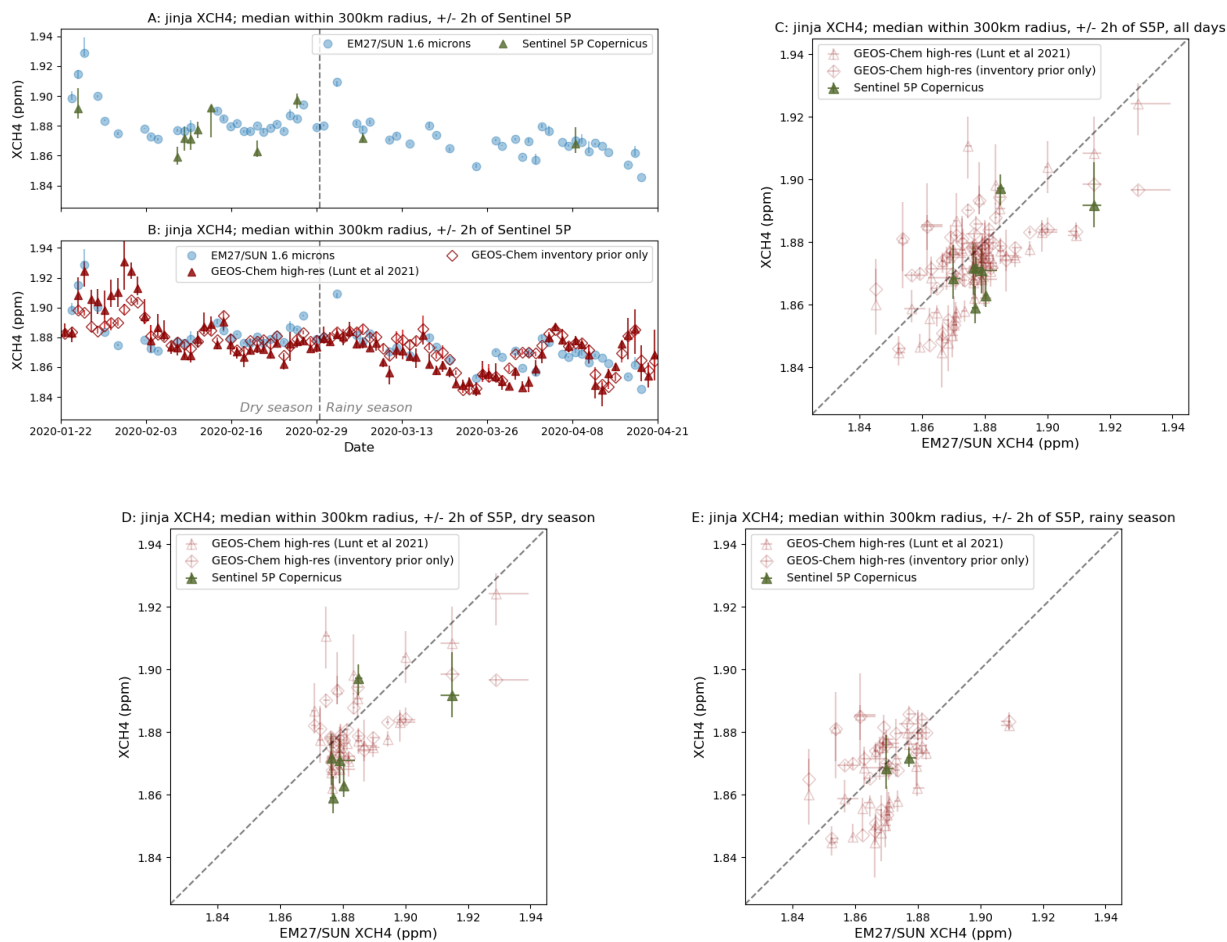 A: jinja XCH4; median within 300km radius, +/- 2h of Sentinel 5P
1.94
1.92
1.90
1.88
1.86
1.84
XCH4 (ppm)
EM27/SUN 1.6 microns
Sentinel 5P Copernicus
B: jinja XCH4; median within 300km radius, +/- 2h of Sentinel 5P
1.94
1.92
1.90
1.88
1.86
1.84
XCH4 (ppm)
EM27/SUN 1.6 microns
GEOS-Chem high-res (Lunt et al 2021)
GEOS-Chem inventory prior only
Dry season
Rainy season
2020-01-22
2020-02-03
2020-02-16
2020-02-29
2020-03-13
2020-03-26
2020-04-08
2020-04-21
Date
C: jinja XCH4; median within 300km radius, +/- 2h of S5P, all days
GEOS-Chem high-res (Lunt et al 2021)
GEOS-Chem high-res (inventory prior only)
Sentinel 5P Copernicus
1.94
1.92
1.90
1.88
1.86
1.84
XCH4 (ppm)
1.84
1.86
1.88
1.90
1.92
1.94
EM27/SUN XCH4 (ppm)
D: jinja XCH4; median within 300km radius, +/- 2h of S5P, dry season
GEOS-Chem high-res (Lunt et al 2021)
GEOS-Chem high-res (inventory prior only)
Sentinel 5P Copernicus
1.94
1.92
1.90
1.88
1.86
1.84
XCH4 (ppm)
1.84
1.86
1.88
1.90
1.92
1.94
EM27/SUN XCH4 (ppm)
E: jinja XCH4; median within 300km radius, +/- 2h of S5P, rainy season
GEOS-Chem high-res (Lunt et al 2021)
GEOS-Chem high-res (inventory prior only)
Sentinel 5P Copernicus
1.94
1.92
1.90
1.88
1.86
1.84
XCH4 (ppm)
1.84
1.86
1.88
1.90
1.92
1.94
EM27/SUN XCH4 (ppm)